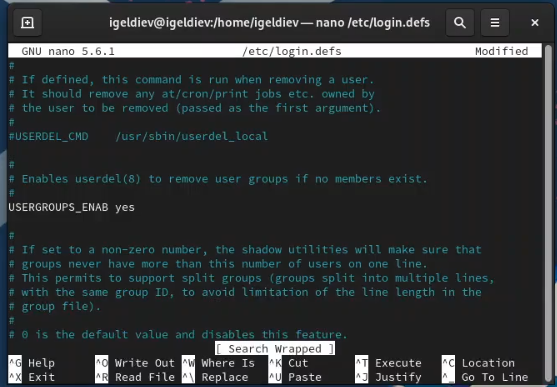 igeldiev@igeldiev:/home/igeldiev — nano /etc/login.defs
GNU nano 5.6.1 /etc/login.defs Modified
#
# If defined, this command is run when removing a user.
# It should remove any at/cron/print jobs etc. owned by
# the user to be removed (passed as the first argument).
#
#USERDEL_CMD /usr/sbin/userdel_local
#
# Enables userdel(8) to remove user groups if no members exist.
#
USERGROUPS_ENAB yes
#
# If set to a non-zero number, the shadow utilities will make sure that
# groups never have more than this number of users on one line.
# This permits to support split groups (groups split into multiple lines,
# with the same group ID, to avoid limitation of the line length in the
# group file).
#
# 0 is the default value and disables this feature.
[ Search Wrapped ]
^G Help ^O Write Out ^W Where Is ^K Cut ^T Execute ^C Location
^X Exit ^R Read File ^\ Replace ^U Paste ^J Justify ^_ Go To Line